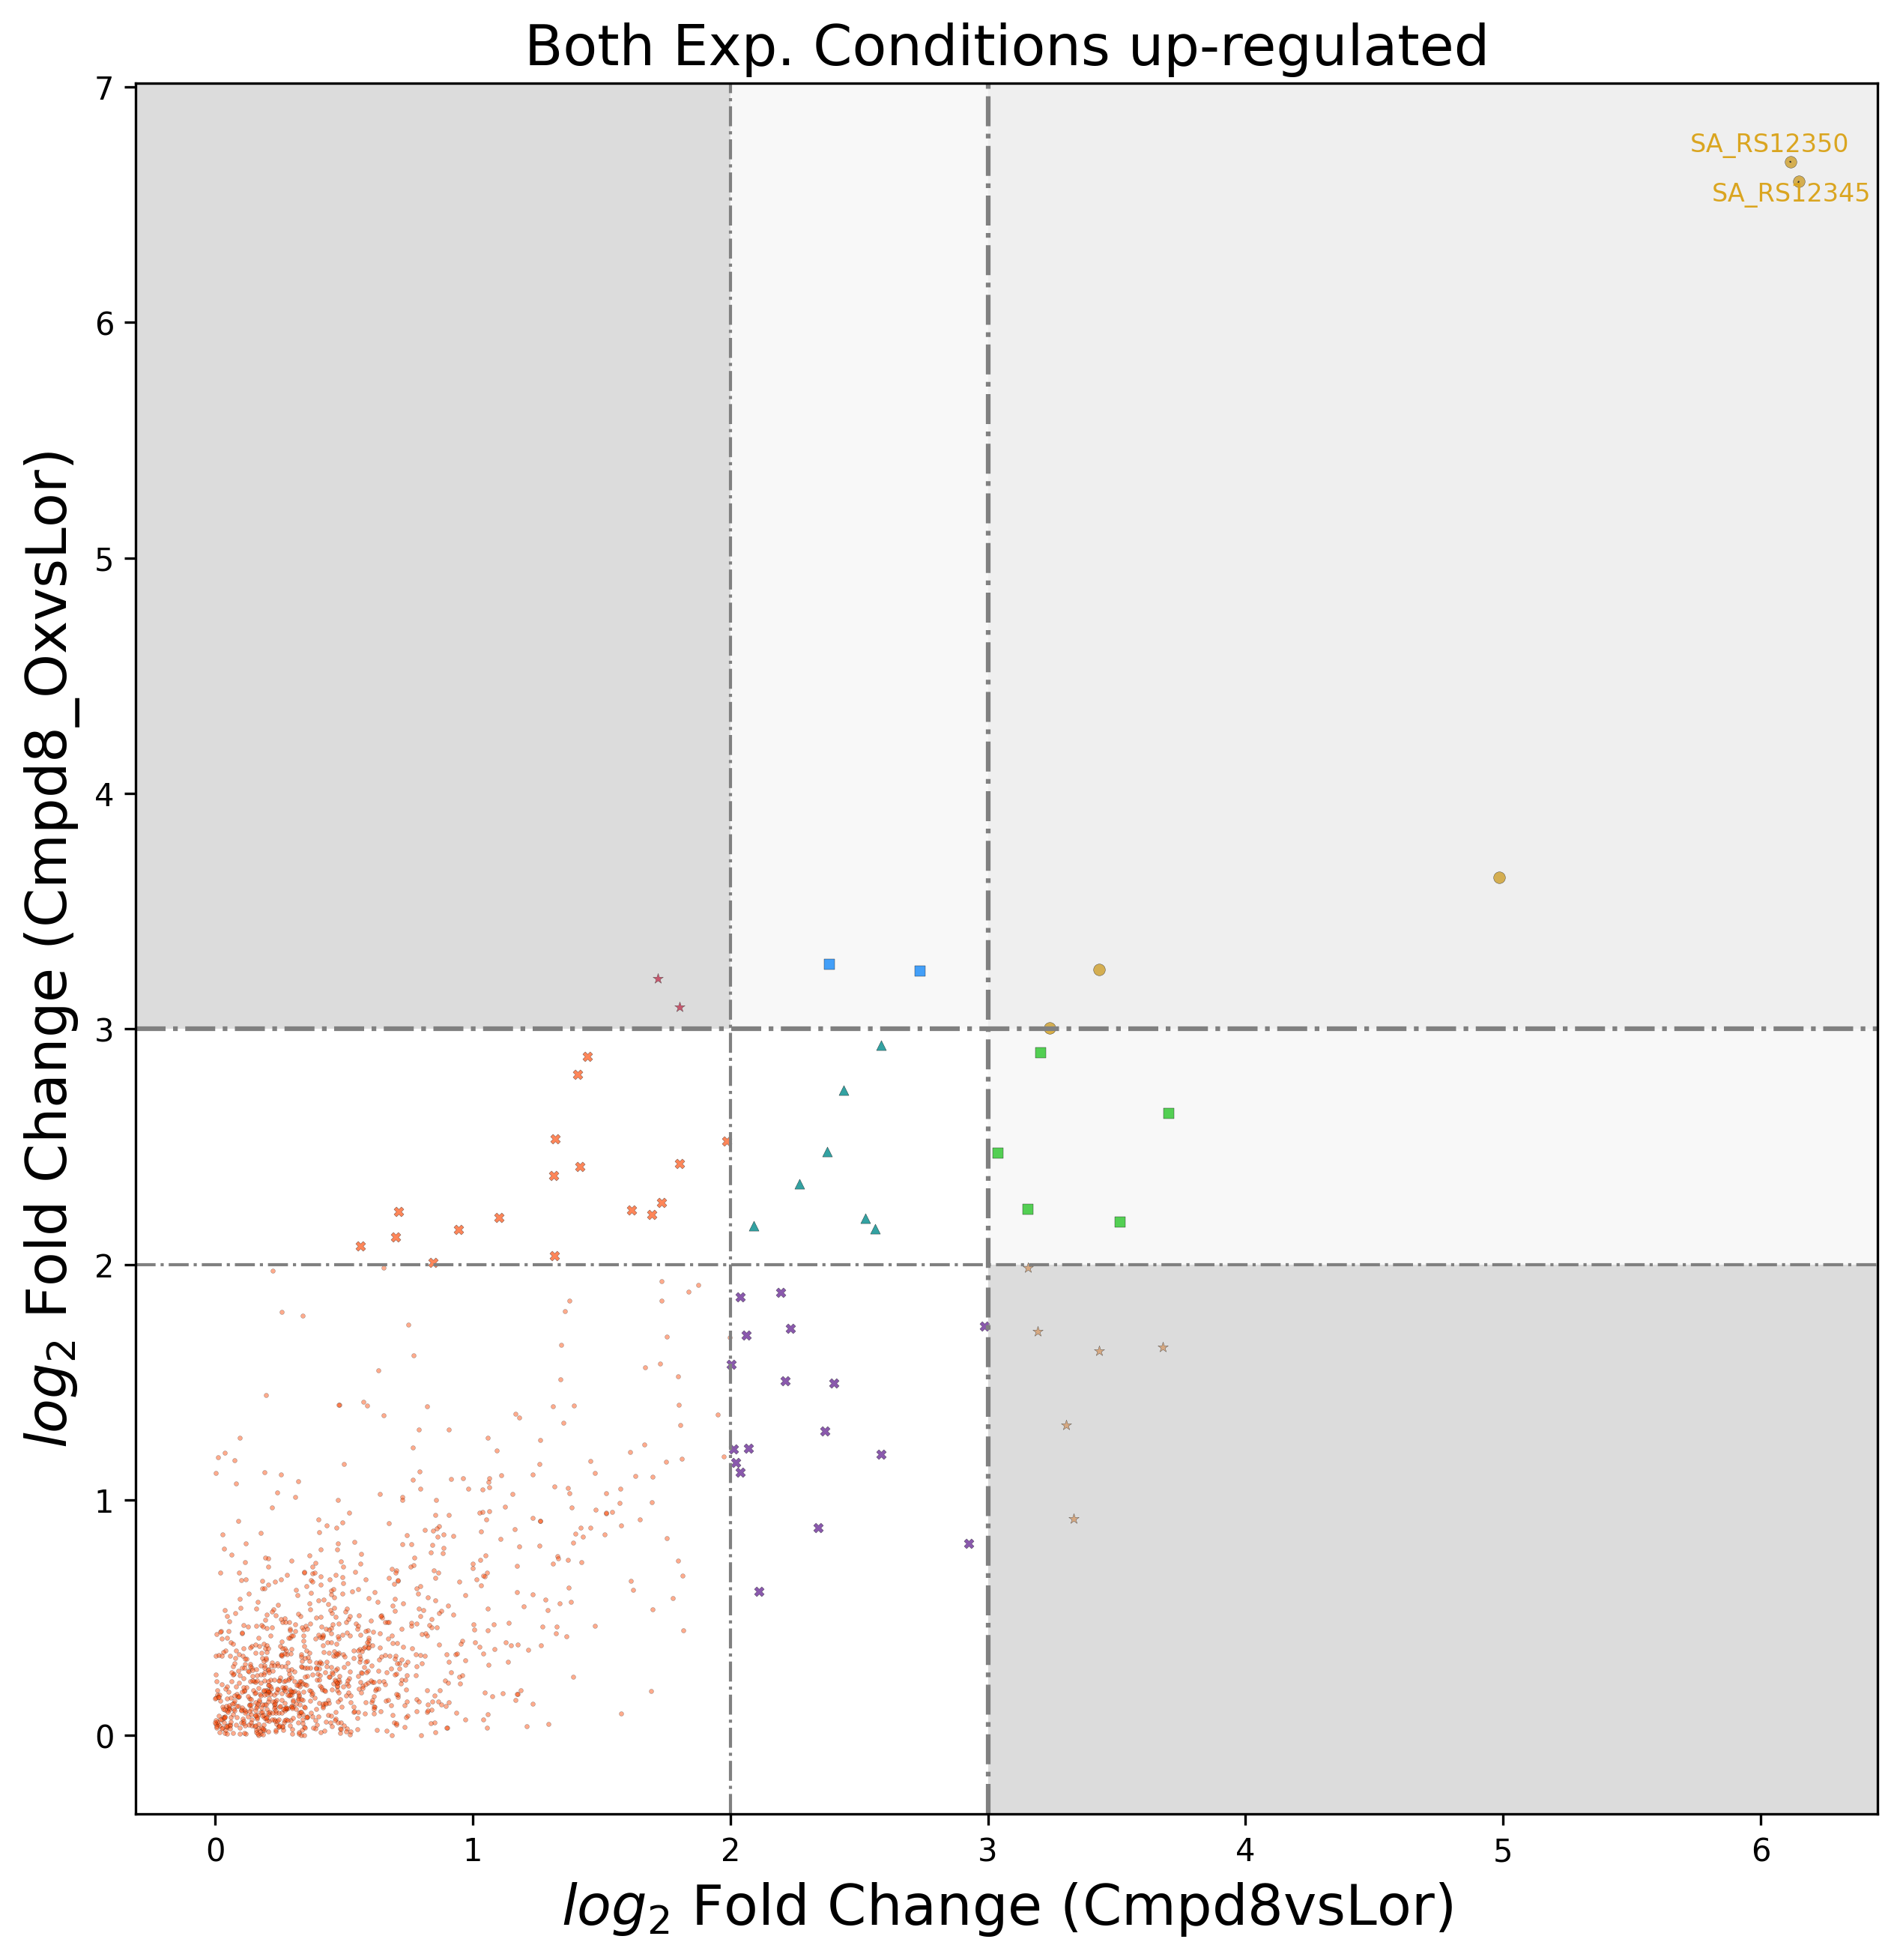 Both Exp. Conditions up-regulated
log2 Fold Change (Cmpd8_OxvsLor)
7
6
5
4
3
2
1
0
SA_RS12350
SA_RS12345
0 1 2 3 4 5 6
log2 Fold Change (Cmpd8vsLor)